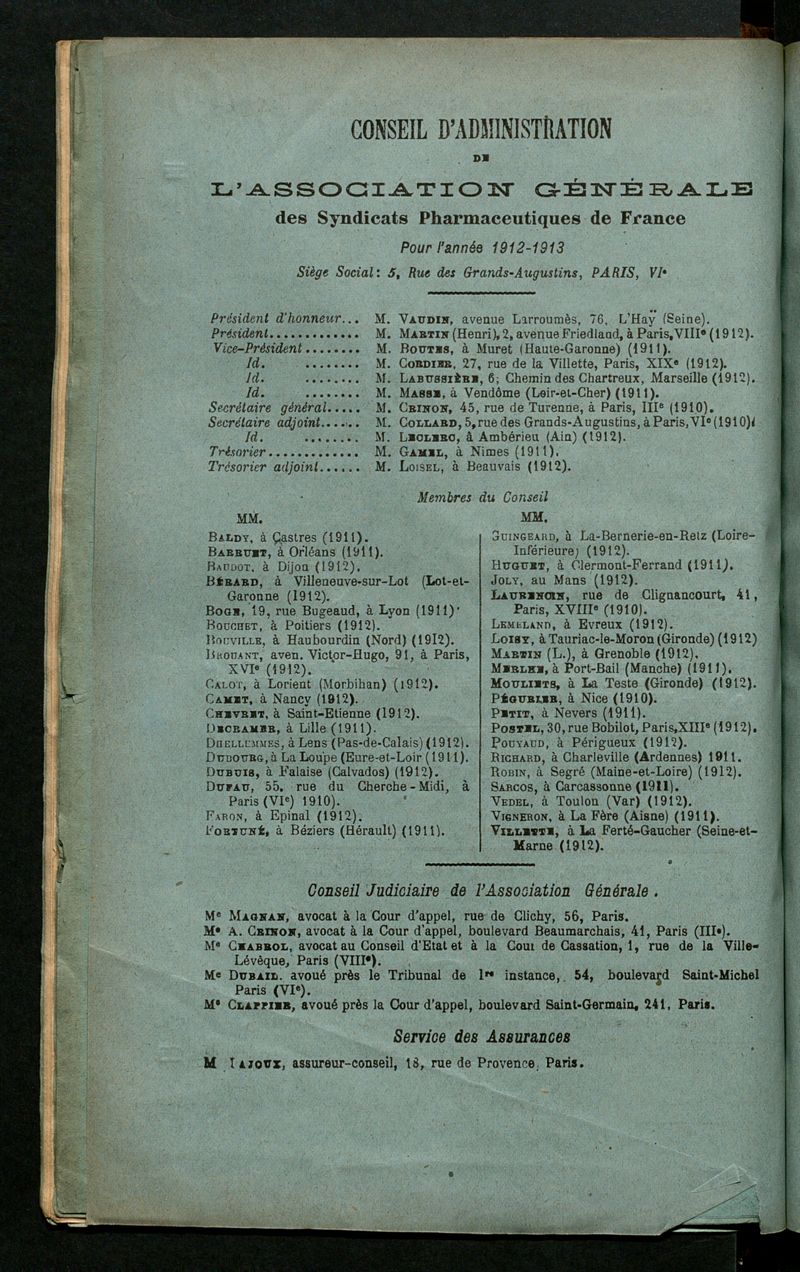 CONSEIL D'ADMINISTRATION
DE
L'ASSOCIATION GÉNÉRALE
des Syndicats Pharmaceutiques de France
Pour l'année 1912-1913
Siège Social: 5, Rue des Grands-Augustins, PARIS, VIe
Président d'honneur... M. VAUDIN, avenue Larroumès, 76, L'Haÿ (Seine).
Président............. M. MARTIN (Henri), 2, avenue Friedland, à Paris, VIIIe (1912).
Vice-Président........ M. BOUTES, à Muret (Haute-Garonne) (1911).
Id. ........ M. CORDIER, 27, rue de la Villette, Paris, XIXe (1912).
Id. ........ M. LABUSSIÈRE, 6, Chemin des Chartreux, Marseille (1912).
Id. ........ M. MASSE, à Vendôme (Loir-et-Cher) (1911).
Secrétaire général..... M. CRINON, 45, rue de Turenne, à Paris, IIIe (1910).
Secrétaire adjoint...... M. COLLARD, 5, rue des Grands-Augustins, à Paris, VIe (1910)
Id. ........ M. LECLERC, à Ambérieu (Ain) (1912).
Trésorier............. M. GAMEL, à Nimes (1911).
Trésorier adjoint...... M. LOISEL, à Beauvais (1912).
Membres du Conseil
MM.
BALDY, à Castres (1911).
BARRUET, à Orléans (1911).
BAUDOT, à Dijon (1912).
BÉRARD, à Villeneuve-sur-Lot (Lot-et-
Garonne (1912).
BOGE, 19, rue Bugeaud, à Lyon (1911)
BOUCHET, à Poitiers (1912).
BOUVILLE, à Haubourdin (Nord) (1912).
BROUANT, aven. Victor-Hugo, 91, à Paris,
XVIe (1912).
CALOT, à Lorient (Morbihan) (1912).
CAMET, à Nancy (1912).
CHEVRET, à Saint-Etienne (1912).
DECRAMER, à Lille (1911).
DHELLEMMES, à Lens (Pas-de-Calais) (1912).
DUBOURG, à La Loupe (Eure-et-Loir (1911).
DUBUIS, à Falaise (Calvados) (1912).
DUFAU, 55, rue du Cherche-Midi, à
Paris (VIe) 1910).
FARON, à Epinal (1912).
FORTUNÉ, à Béziers (Hérault) (1911).
MM.
GUINGEARD, à La-Bernerie-en-Retz (Loire-
Inférieure) (1912).
HUGUET, à Clermont-Ferrand (1911).
JOLY, au Mans (1912).
LAURENCIN, rue de Clignancourt, 41,
Paris, XVIIIe (1910).
LEMELAND, à Evreux (1912).
LOISY, à Tauriac-le-Moron (Gironde) (1912)
MARTIN (L.), à Grenoble (1912).
MERLEN, à Port-Bail (Manche) (1911).
MOULIETS, à La Teste (Gironde) (1912).
PÉGURIER, à Nice (1910).
PETIT, à Nevers (1911).
POSTEL, 30, rue Bobilot, Paris, XIIIe (1912).
POUYAUD, à Périgueux (1912).
RICHARD, à Charleville (Ardennes) 1911.
ROBIN, à Segré (Maine-et-Loire) (1912).
SARCOS, à Carcassonne (1911).
VEDEL, à Toulon (Var) (1912).
VIGNERON, à La Fère (Aisne) (1911).
VILLETTE, à La Ferté-Gaucher (Seine-et-
Marne (1912).
Conseil Judiciaire de l'Association Générale.
Me MAGNAN, avocat à la Cour d'appel, rue de Clichy, 56, Paris.
Me A. CRINON, avocat à la Cour d'appel, boulevard Beaumarchais, 41, Paris (IIIe).
Me CHABROL, avocat au Conseil d'Etat et à la Cour de Cassation, 1, rue de la Ville-
Lévêque, Paris (VIIIe).
Me DUBAIL, avoué près le Tribunal de 1re instance, 54, boulevard Saint-Michel
Paris (VIe).
Me CLAPPIER, avoué près la Cour d'appel, boulevard Saint-Germain, 241, Paris.
Service des Assurances
M LAJOUX, assureur-conseil, 18, rue de Provence, Paris.